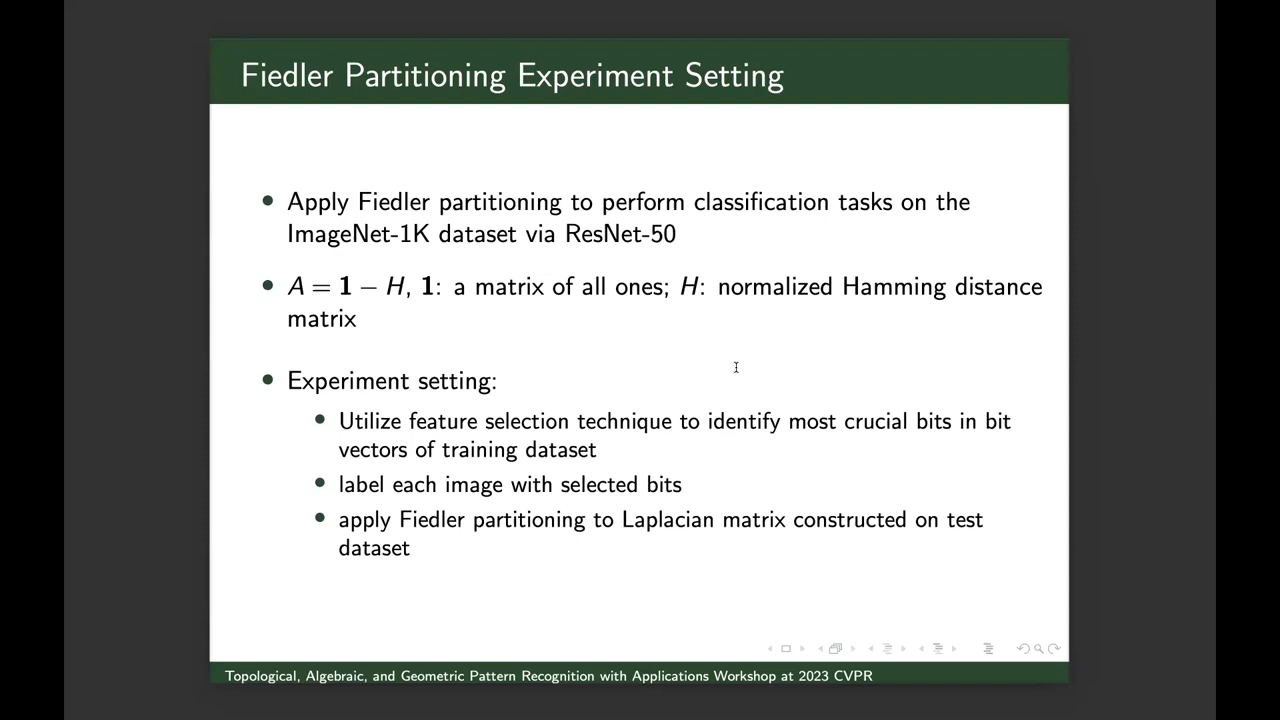 Fiedler Partitioning Experiment Setting
Apply Fiedler partitioning to perform classification tasks on the
ImageNet-1K dataset via ResNet-50
A = 1 − H, 1: a matrix of all ones; H: normalized Hamming distance
matrix
Experiment setting:
Utilize feature selection technique to identify most crucial bits in bit
vectors of training dataset
label each image with selected bits
apply Fiedler partitioning to Laplacian matrix constructed on test
dataset
Topological, Algebraic, and Geometric Pattern Recognition with Applications Workshop at 2023 CVPR